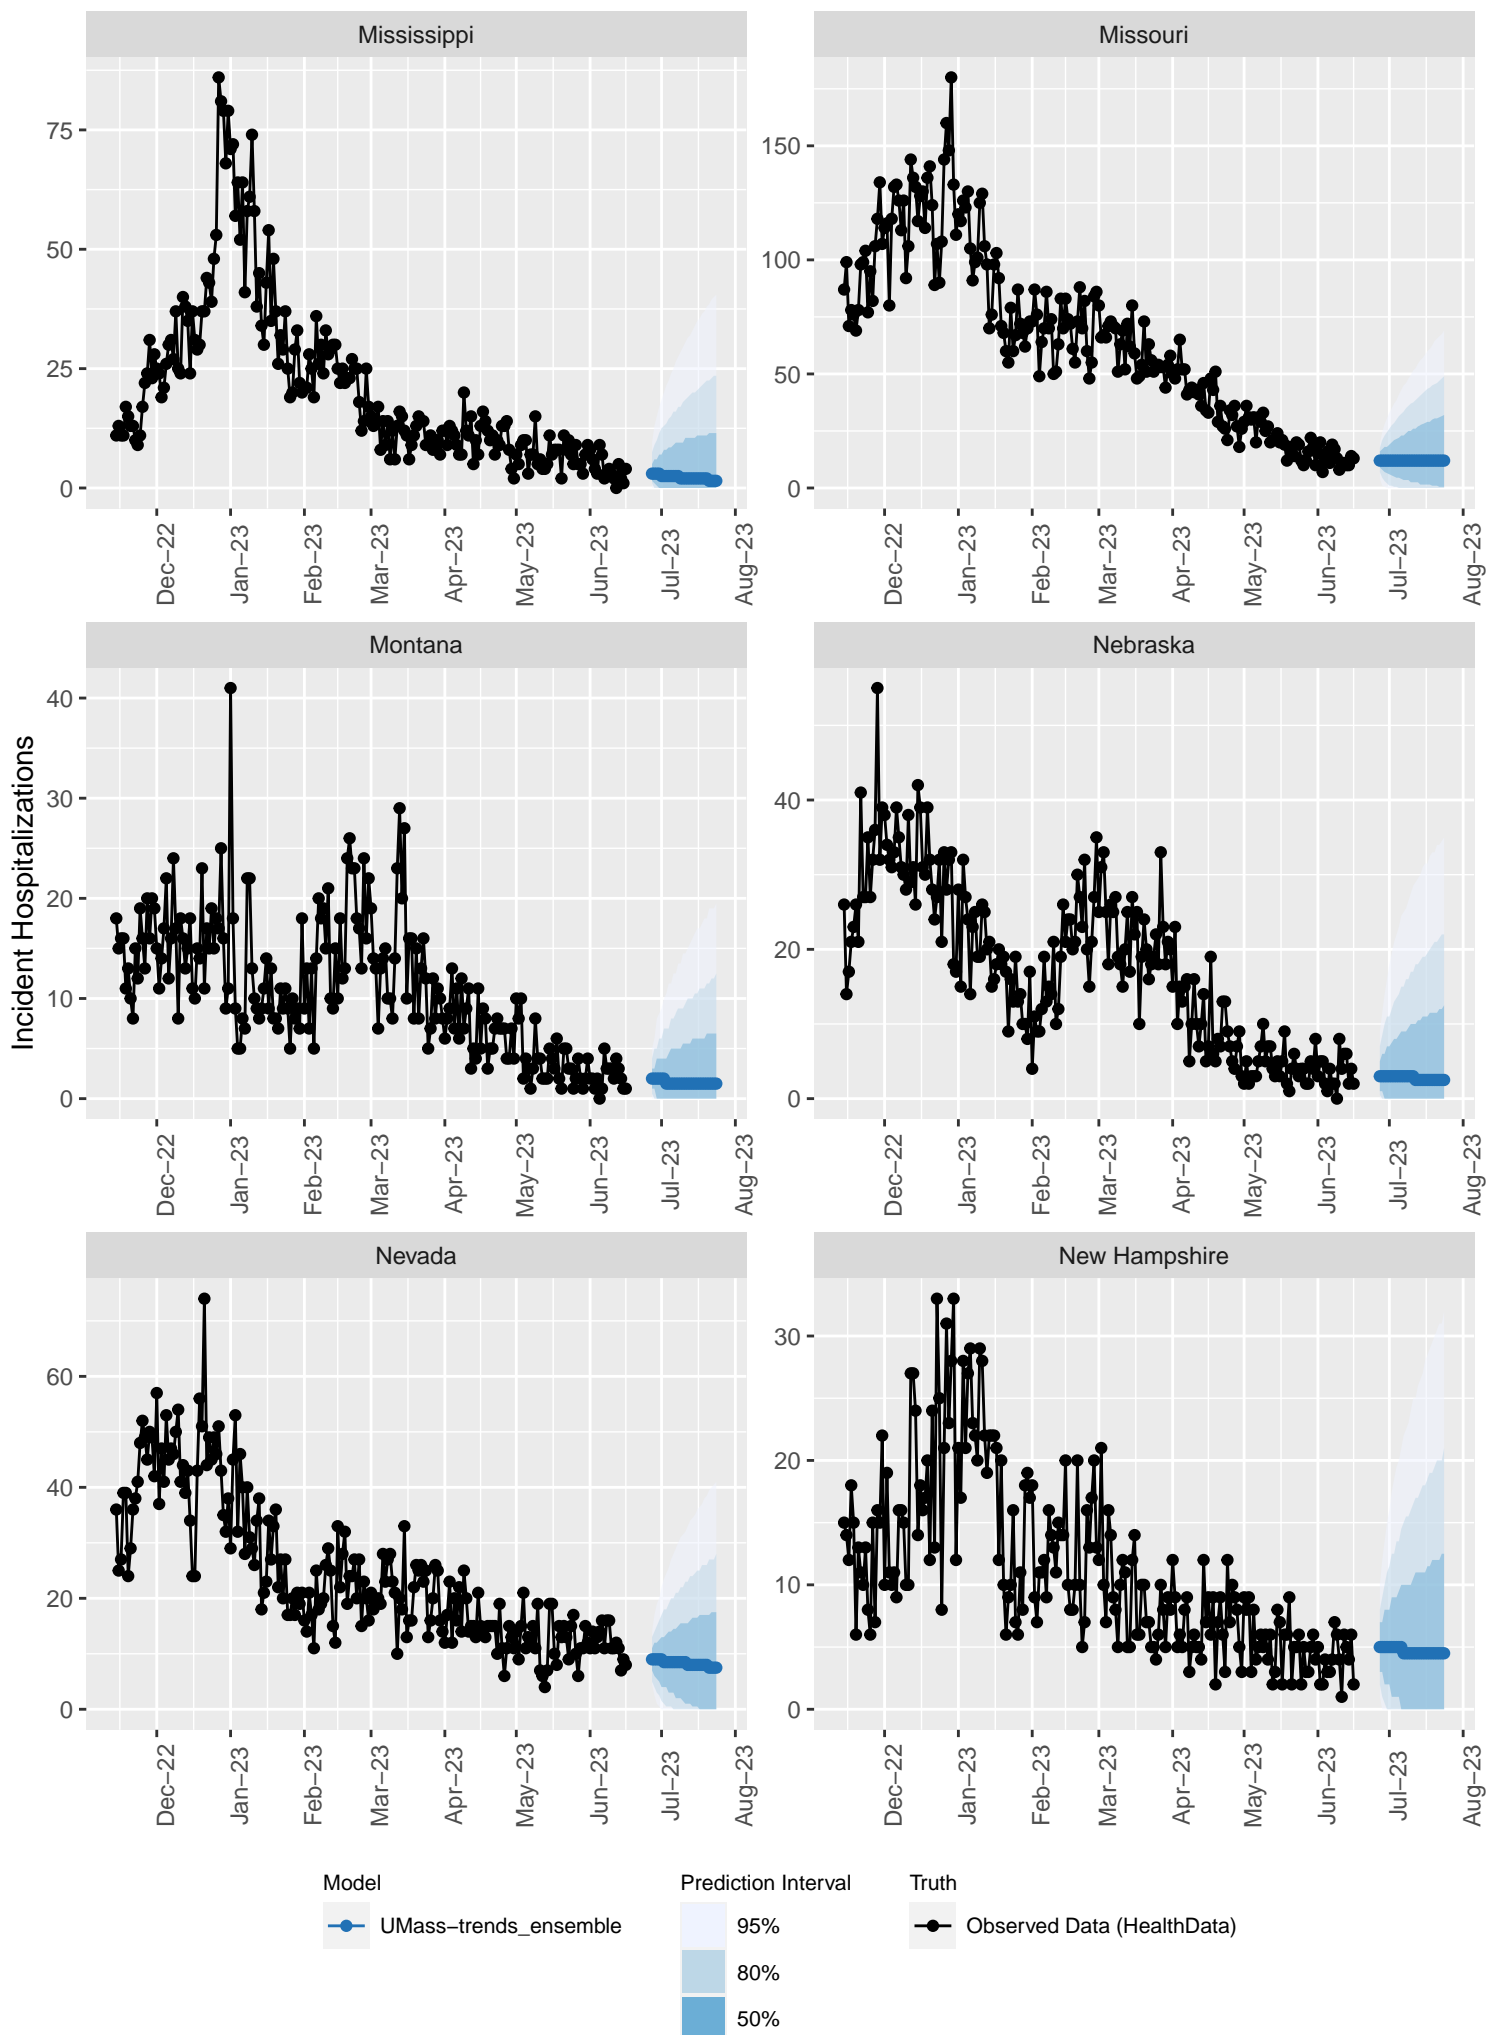 Mississippi
Missouri
75
50
25
0
150
100
50
0
Dec−22
Jan−23
Feb−23
Mar−23
Apr−23
May−23
Jun−23
Jul−23
Aug−23
Dec−22
Jan−23
Feb−23
Mar−23
Apr−23
May−23
Jun−23
Jul−23
Aug−23
Incident Hospitalizations
Montana
Nebraska
40
30
20
10
0
40
20
0
Dec−22
Jan−23
Feb−23
Mar−23
Apr−23
May−23
Jun−23
Jul−23
Aug−23
Dec−22
Jan−23
Feb−23
Mar−23
Apr−23
May−23
Jun−23
Jul−23
Aug−23
Nevada
New Hampshire
60
40
20
0
30
20
10
0
Dec−22
Jan−23
Feb−23
Mar−23
Apr−23
May−23
Jun−23
Jul−23
Aug−23
Dec−22
Jan−23
Feb−23
Mar−23
Apr−23
May−23
Jun−23
Jul−23
Aug−23
Model
UMass−trends_ensemble
Prediction Interval
95%
80%
50%
Truth
Observed Data (HealthData)